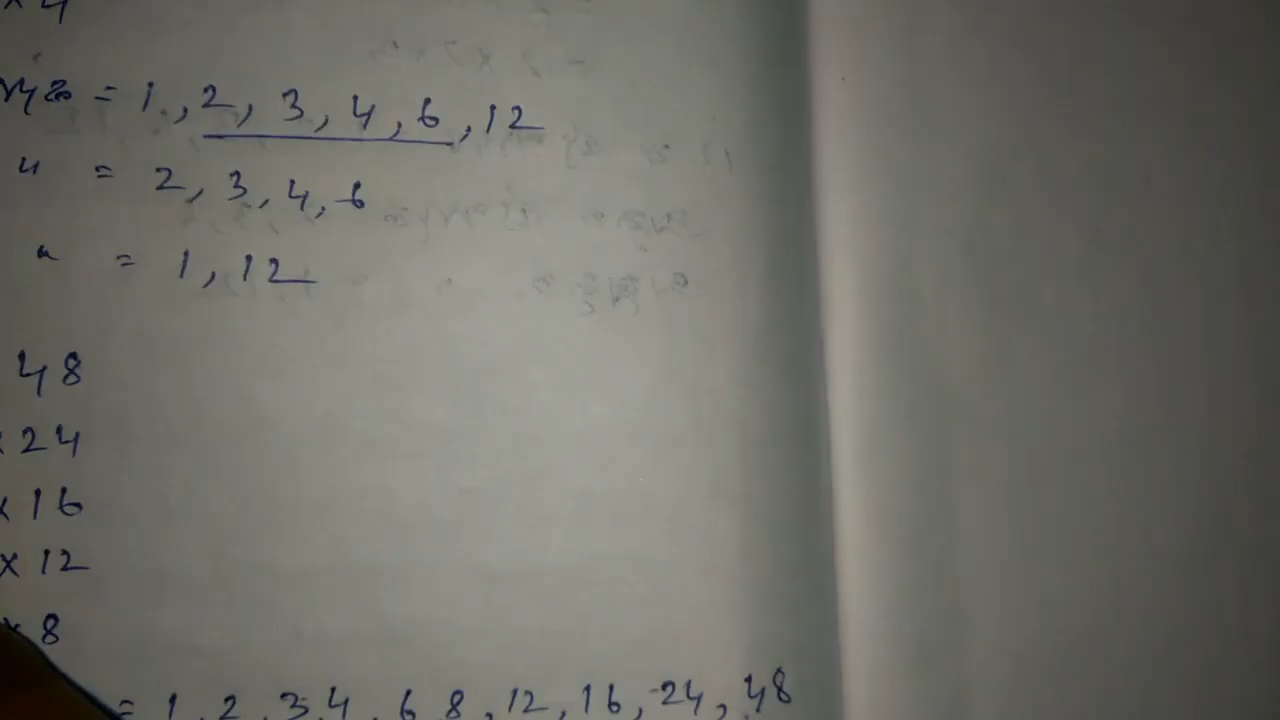 × 4
= 1, 2, 3, 4, 6, 12
" = 2, 3, 4, 6
" = 1, 12
48
× 24
× 16
× 12
× 8
= 1, 2, 3, 4, 6, 8, 12, 16, 24, 48